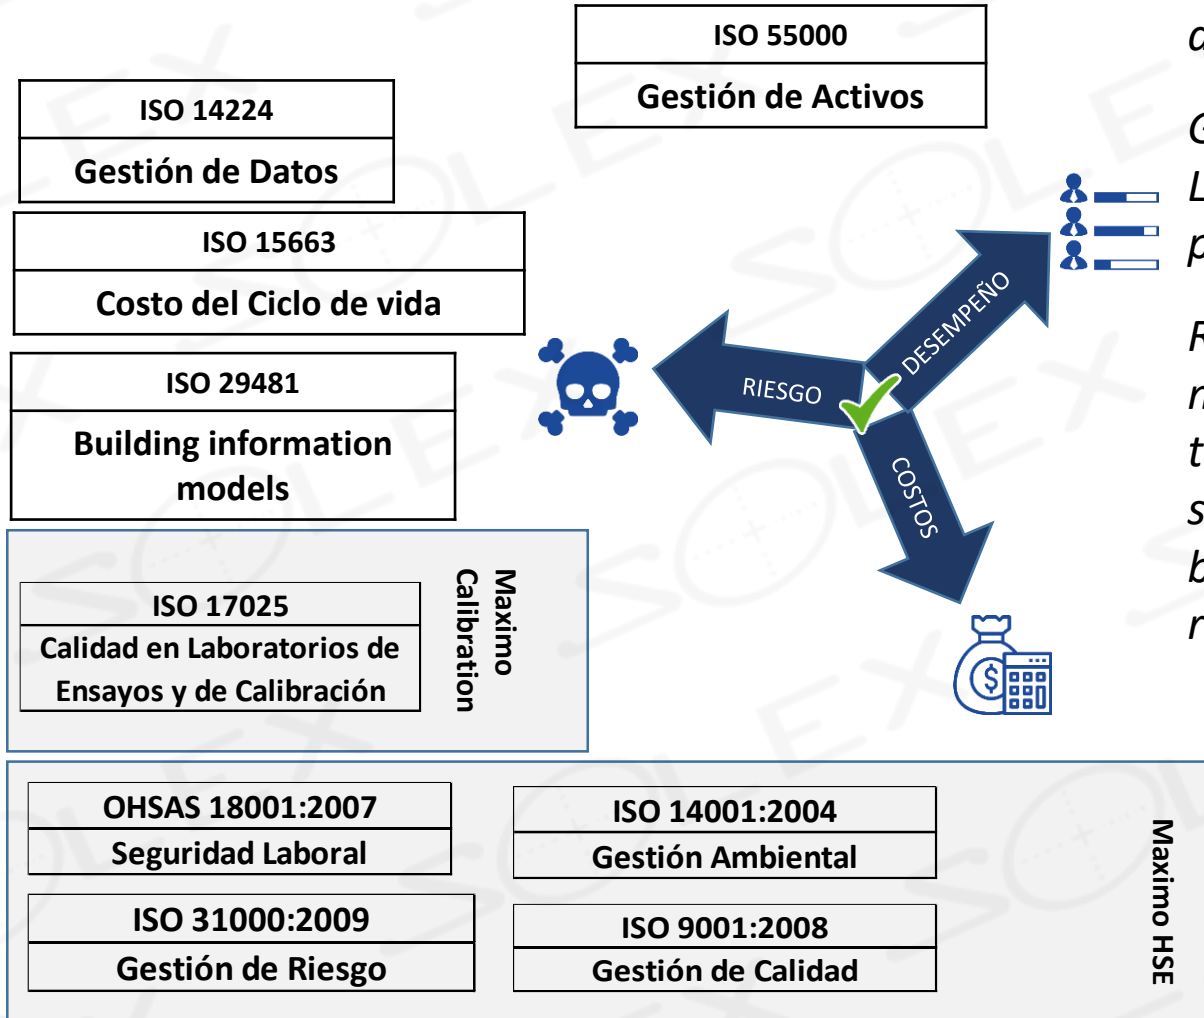 ISO 55000
Gestión de Activos
ISO 14224
Gestión de Datos
ISO 15663
Costo del Ciclo de vida
ISO 29481
Building information
models
RIESGO
DESEMPEÑO
COSTOS
ISO 17025
Calidad en Laboratorios de
Ensayos y de Calibración
Maximo
Calibration
OHSAS 18001:2007
Seguridad Laboral
ISO 14001:2004
Gestión Ambiental
ISO 31000:2009
Gestión de Riesgo
ISO 9001:2008
Gestión de Calidad
Maximo HSE
SOLEX